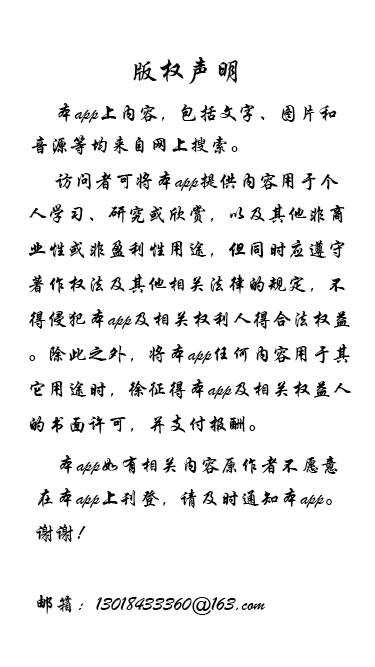 版权声明
本app上内容，包括文字、图片和
音源等均来自网上搜索。
访问者可将本app提供内容用于个
人学习、研究或欣赏，以及其他非商
业性或非盈利性用途，但同时应遵守
著作权法及其他相关法律的规定，不
得侵犯本app及相关权利人得合法权益
。除此之外，将本app任何内容用于其
它用途时，徐征得本app及相关权益人
的书面许可，并支付报酬。
本app如有相关内容原作者不愿意
在本app上刊登，请及时通知本app。
谢谢！
邮箱：13018433360@163.com